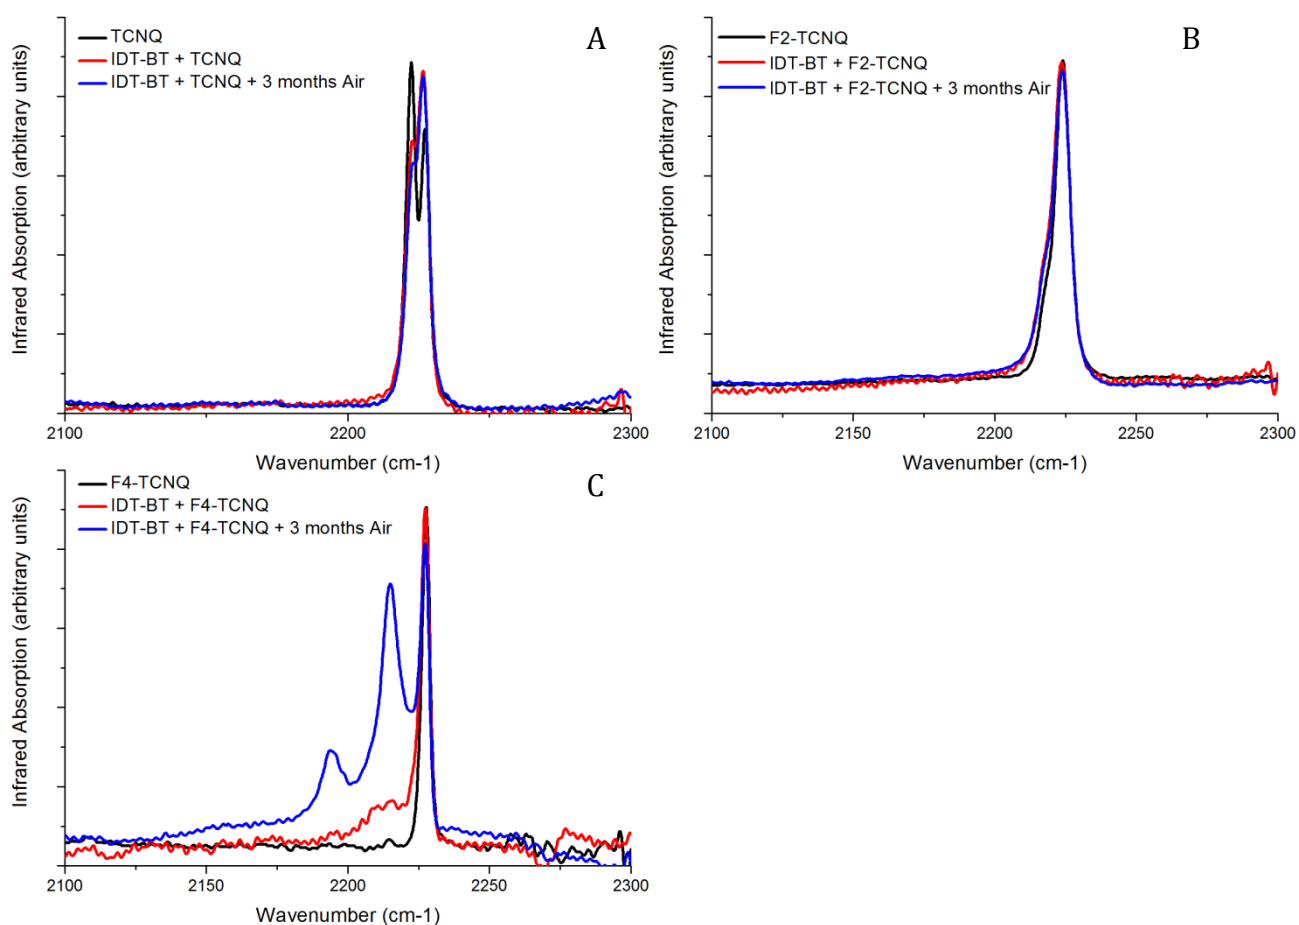 TCNQ
IDT-BT + TCNQ
IDT-BT + TCNQ + 3 months Air
A
Infrared Absorption (arbitrary units)
2100
2200
2300
Wavenumber (cm-1)
F2-TCNQ
IDT-BT + F2-TCNQ
IDT-BT + F2-TCNQ + 3 months Air
B
Infrared Absorption (arbitrary units)
2100
2150
2200
2250
2300
Wavenumber (cm-1)
F4-TCNQ
IDT-BT + F4-TCNQ
IDT-BT + F4-TCNQ + 3 months Air
C
Infrared Absorption (arbitrary units)
2100
2150
2200
2250
2300
Wavenumber (cm-1)